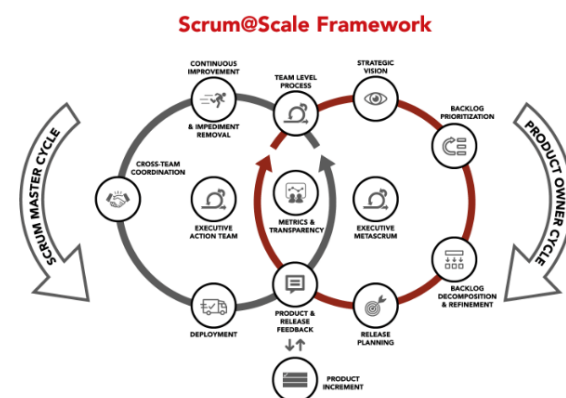 Scrum@Scale Framework
CONTINUOUS
IMPROVEMENT
& IMPEDIMENT
REMOVAL
TEAM LEVEL
PROCESS
STRATEGIC
VISION
BACKLOG
PRIORITIZATION
CROSS-TEAM
COORDINATION
SCRUM MASTER CYCLE
PRODUCT OWNER CYCLE
EXECUTIVE
ACTION TEAM
METRICS &
TRANSPARENCY
EXECUTIVE
METASCRUM
BACKLOG
DECOMPOSITION
& REFINEMENT
DEPLOYMENT
PRODUCT &
RELEASE
FEEDBACK
RELEASE
PLANNING
PRODUCT
INCREMENT